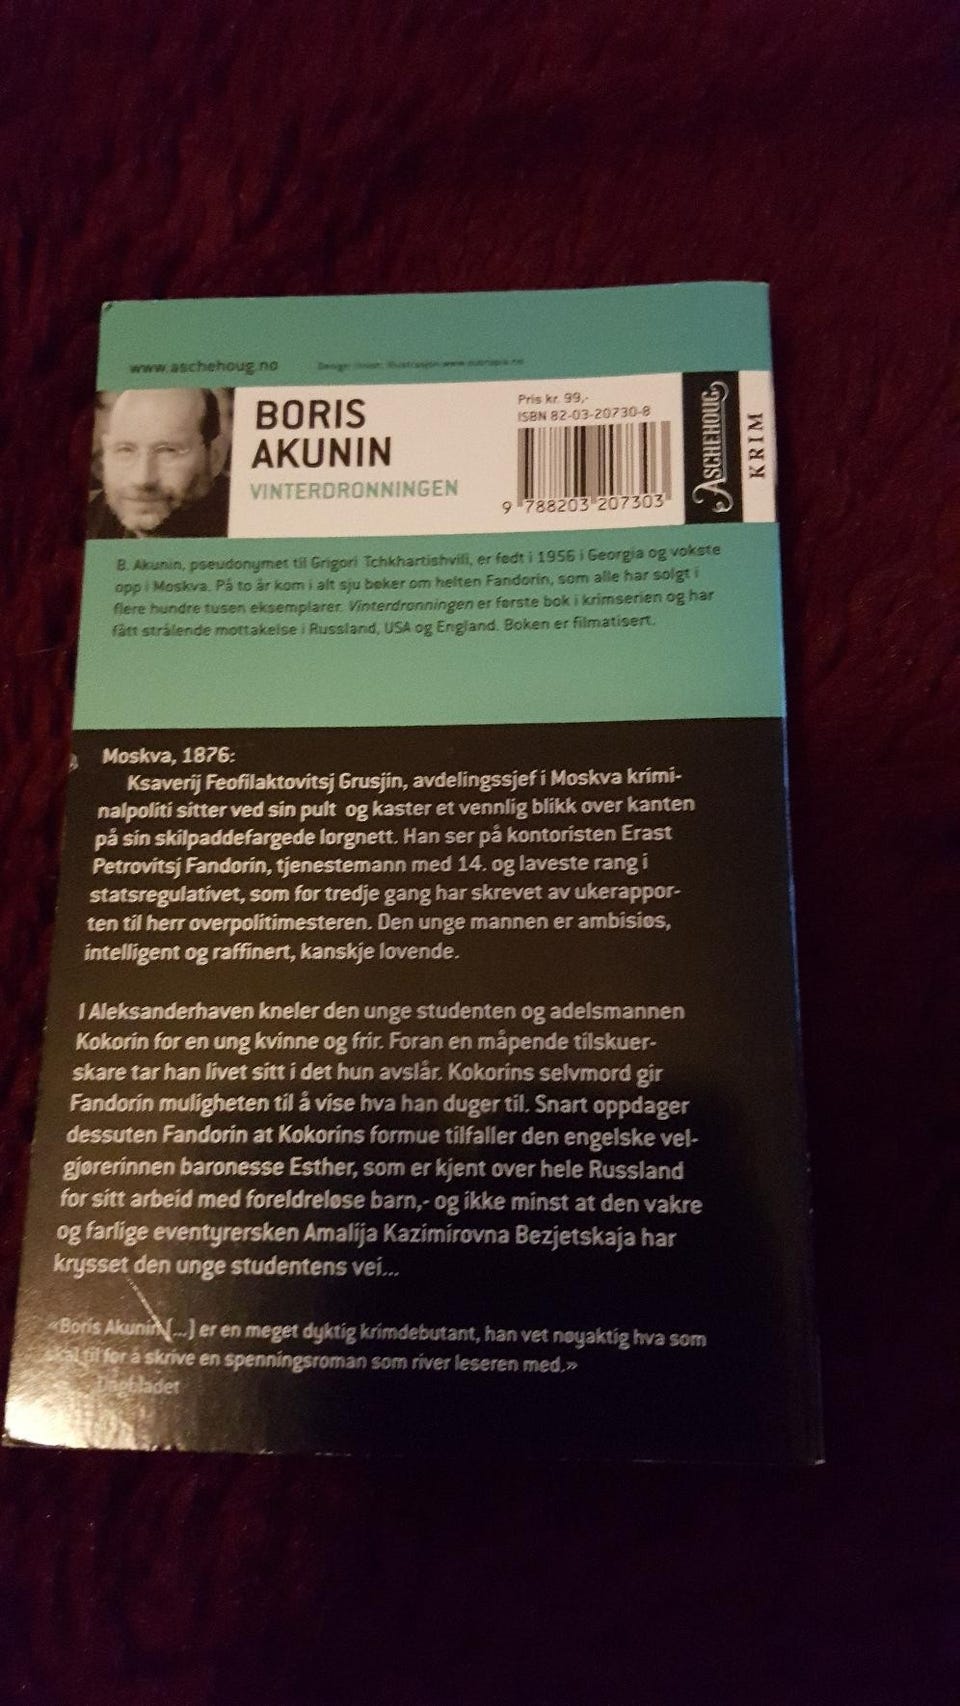 www.aschehoug.no
BORIS
AKUNIN
VINTERDRONNINGEN
Pris kr. 99,-
ISBN 82-03-20730-8
9 788203 207303
ASCHEHOUG
KRIM
B. Akunin, pseudonymet til Grigori Tchkhartishvili, er født i 1956 i Georgia og vokste
opp i Moskva. På to år kom i alt sju bøker om helten Fandorin, som alle har solgt i
flere hundre tusen eksemplarer. Vinterdronningen er første bok i krimserien og har
fått strålende mottakelse i Russland, USA og England. Boken er filmatisert.
Moskva, 1876:
Ksaverij Feofilaktovitsj Grusjin, avdelingssjef i Moskva krimi-
nalpoliti sitter ved sin pult og kaster et vennlig blikk over kanten
på sin skilpaddefargede lorgnett. Han ser på kontoristen Erast
Petrovitsj Fandorin, tjenestemann med 14. og laveste rang i
statsregulativet, som for tredje gang har skrevet av ukerappor-
ten til herr overpolitimesteren. Den unge mannen er ambisiøs,
intelligent og raffinert, kanskje lovende.
I Aleksanderhaven kneler den unge studenten og adelsmannen
Kokorin for en ung kvinne og frir. Foran en måpende tilskuer-
skare tar han livet sitt i det hun avslår. Kokorins selvmord gir
Fandorin muligheten til å vise hva han duger til. Snart oppdager
dessuten Fandorin at Kokorins formue tilfaller den engelske vel-
gjørerinnen baronesse Esther, som er kjent over hele Russland
for sitt arbeid med foreldreløse barn,- og ikke minst at den vakre
og farlige eventyrersken Amalija Kazimirovna Bezjetskaja har
krysset den unge studentens vei...
«Boris Akunin [...] er en meget dyktig krimdebutant, han vet nøyaktig hva som
skal til for å skrive en spenningsroman som river leseren med.»